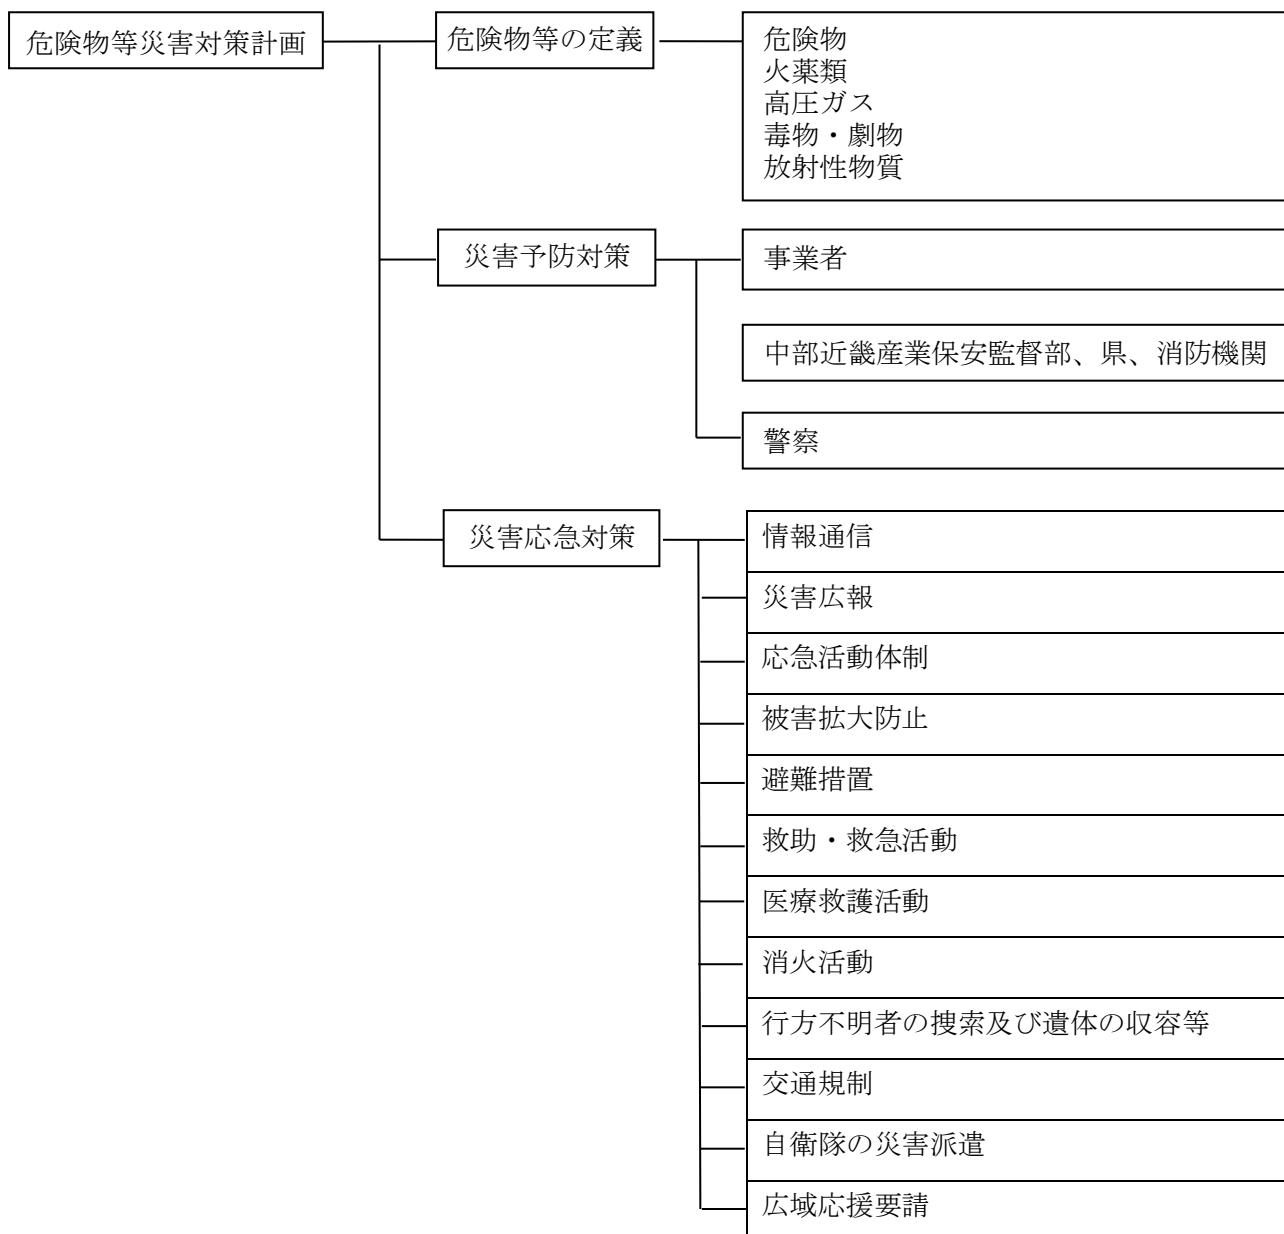 危険物等災害対策計画
危険物等の定義
危険物
火薬類
高圧ガス
毒物・劇物
放射性物質
災害予防対策
事業者
中部近畿産業保安監督部、県、消防機関
警察
災害応急対策
情報通信
災害広報
応急活動体制
被害拡大防止
避難措置
救助・救急活動
医療救護活動
消火活動
行方不明者の捜索及び遺体の収容等
交通規制
自衛隊の災害派遣
広域応援要請